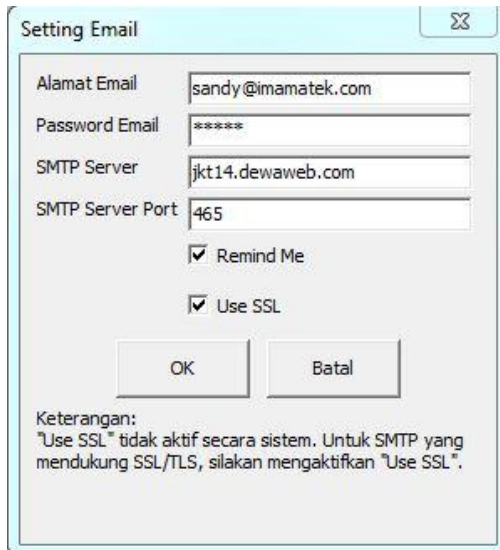 Setting Email
Alamat Email sandy@imamatek.com
Password Email *****
SMTP Server jkt14.dewaweb.com
SMTP Server Port 465
Remind Me
Use SSL
OK Batal
Keterangan:
"Use SSL" tidak aktif secara sistem. Untuk SMTP yang
mendukung SSL/TLS, silakan mengaktifkan "Use SSL".